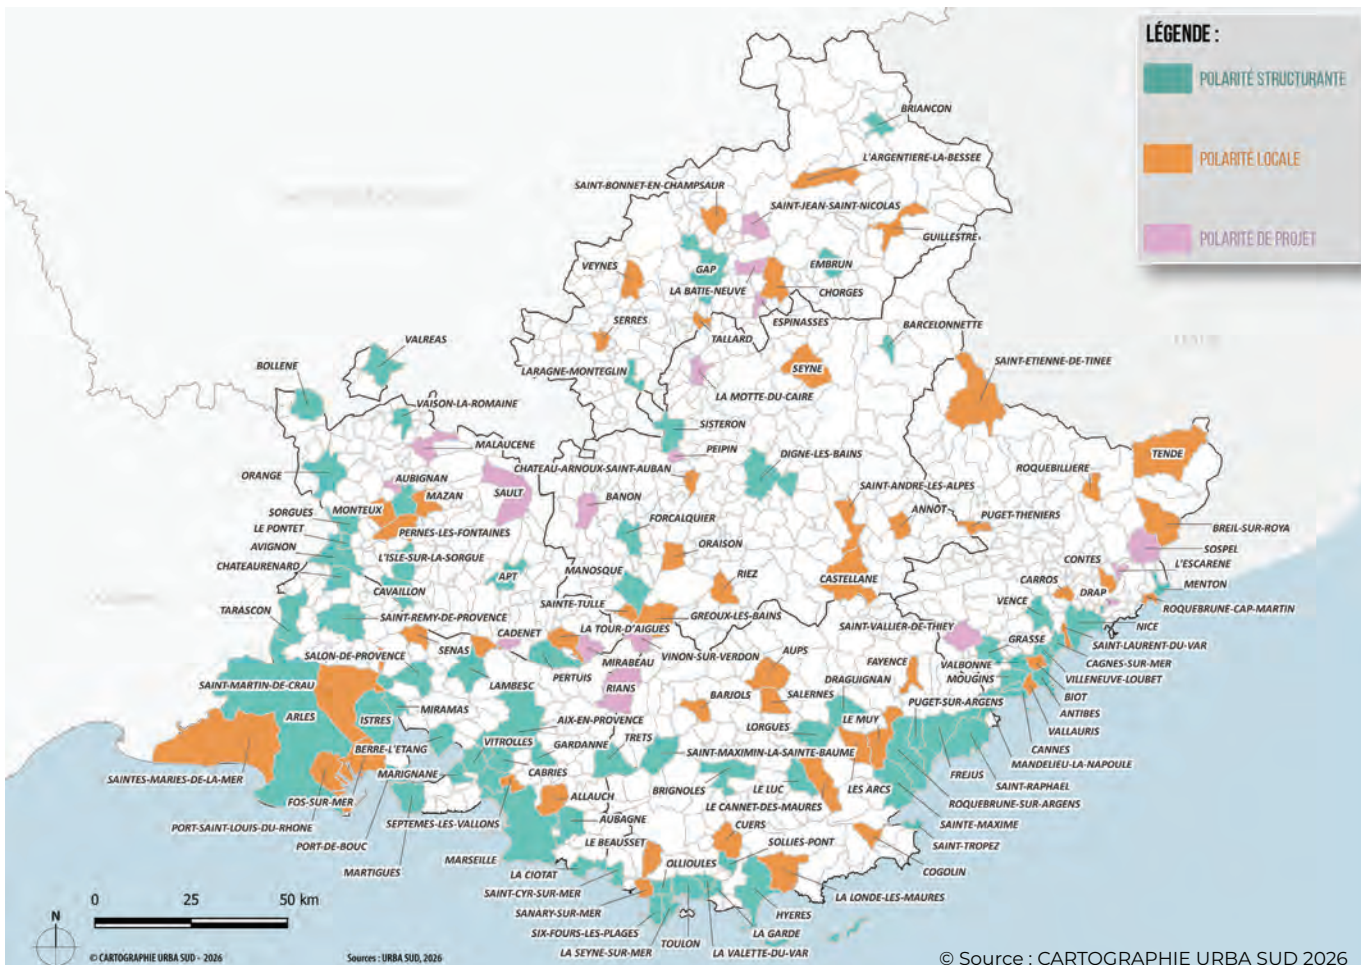 LÉGENDE :
POLARITÉ STRUCTURANTE
POLARITÉ LOCALE
POLARITÉ DE PROJET
BRIANCON
L'ARGENTIERE-LA-BESSEE
SAINT-BONNET-EN-CHAMPSAUR
SAINT-JEAN-SAINT-NICOLAS
GUILLESTRE
VEYNES
GAP
EMBRUN
LA BATIE-NEUVE
CHORGES
SERRES
TALLARD
ESPINASSES
BARCELONNETTE
VALREAS
SAINT-ETIENNE-DE-TINEE
BOLLENE
LARAGNE-MONTEGLIN
SEYNE
LA MOTTE-DU-CAIRE
VAISON-LA-ROMAINE
SISTERON
MALAUCENE
PEIPIN
DIGNE-LES-BAINS
TENDE
ORANGE
CHATEAU-ARNOUX-SAINT-AUBAN
ROQUEBILLIERE
AUBIGNAN
SAULT
SAINT-ANDRE-LES-ALPES
MAZAN
BANON
MONTEUX
SORGUES
FORCALQUIER
ANNOT
PUGET-THENIERS
BREIL-SUR-ROYA
LE PONTET
PERNES-LES-FONTAINES
SOSPEL
AVIGNON
L'ISLE-SUR-LA-SORGUE
ORAISON
CONTES
L'ESCARENE
CHATEAURENARD
APT
MANOSQUE
RIEZ
CASTELLANE
CARROS
DRAP
MENTON
CAVAILLON
TARASCON
SAINTE-TULLE
VENCE
ROQUEBRUNE-CAP-MARTIN
SAINT-REMY-DE-PROVENCE
GREOUX-LES-BAINS
NICE
CADENET
LA TOUR-D'AIGUES
SAINT-VALLIER-DE-THIEY
GRASSE
SAINT-LAURENT-DU-VAR
SALON-DE-PROVENCE
SENAS
MIRABEAU
VINON-SUR-VERDON
AUPS
FAYENCE
VALBONNE
CAGNES-SUR-MER
LAMBESC
PERTUIS
MOUGINS
VILLENEUVE-LOUBET
SAINT-MARTIN-DE-CRAU
RIANS
BARJOLS
SALERNES
DRAGUIGNAN
BIOT
MIRAMAS
PUGET-SUR-ARGENS
ANTIBES
ARLES
ISTRES
AIX-EN-PROVENCE
LORGUES
LE MUY
VALLAURIS
VITROLLES
GARDANNE
TRETS
SAINT-MAXIMIN-LA-SAINTE-BAUME
CANNES
BERRE-L'ETANG
MANDELIEU-LA-NAPOULE
MARIGNANE
CABRIES
FREJUS
SAINTES-MARIES-DE-LA-MER
BRIGNOLES
LE LUC
LES ARCS
SAINT-RAPHAEL
FOS-SUR-MER
ALLAUCH
LE CANNET-DES-MAURES
ROQUEBRUNE-SUR-ARGENS
PORT-SAINT-LOUIS-DU-RHONE
SEPTEMES-LES-VALLONS
AUBAGNE
CUERS
SAINTE-MAXIME
PORT-DE-BOUC
LE BEAUSSET
SOLLIES-PONT
SAINT-TROPEZ
MARTIGUES
MARSEILLE
OLLIOULES
COGOLIN
LA CIOTAT
SAINT-CYR-SUR-MER
LA LONDE-LES-MAURES
SANARY-SUR-MER
HYERES
SIX-FOURS-LES-PLAGES
LA GARDE
TOULON
LA SEYNE-SUR-MER
LA VALETTE-DU-VAR
0 25 50 km
N
© CARTOGRAPHIE URBA SUD - 2026
Sources : URBA SUD, 2026
© Source : CARTOGRAPHIE URBA SUD 2026